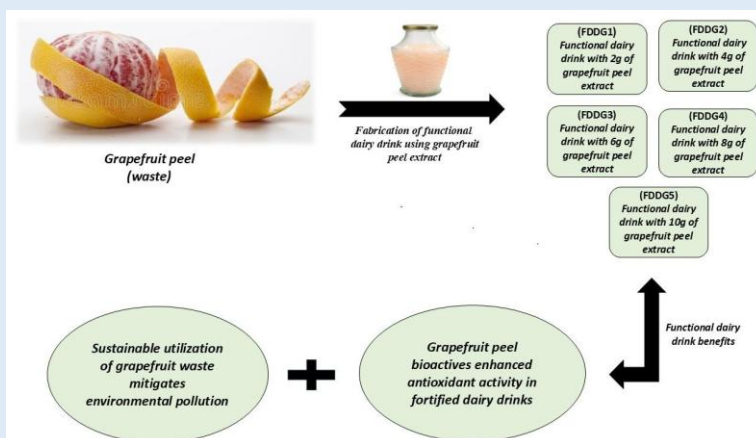 Grapefruit peel
(waste)
Fabrication of functional
dairy drink using grapefruit
peel extract
(FDDG1)
Functional dairy
drink with 2g of
grapefruit peel
extract
(FDDG2)
Functional dairy
drink with 4g of
grapefruit peel
extract
(FDDG3)
Functional dairy
drink with 6g of
grapefruit peel
extract
(FDDG4)
Functional dairy
drink with 8g of
grapefruit peel
extract
(FDDG5)
Functional dairy
drink with 10g of
grapefruit peel
extract
Functional dairy
drink benefits
Sustainable utilization
of grapefruit waste
mitigates
environmental pollution
Grapefruit peel
bioactives enhanced
antioxidant activity in
fortified dairy drinks